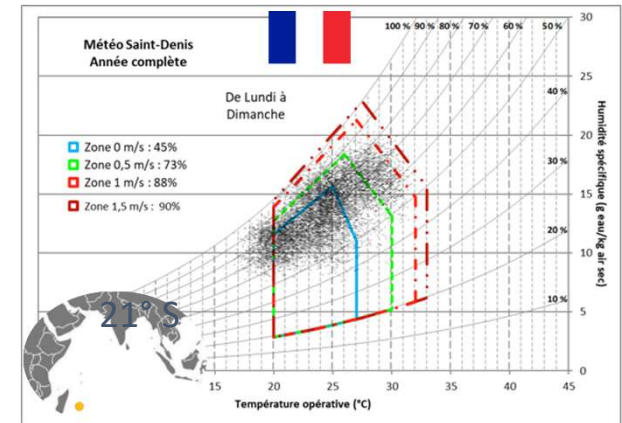 100 %
90 %
80 %
70 %
60 %
50 %
40 %
30 %
20 %
10 %
Météo Saint-Denis
Année complète
De Lundi à
Dimanche
Zone 0 m/s : 45%
Zone 0,5 m/s : 73%
Zone 1 m/s : 88%
Zone 1,5 m/s : 90%
21° S
30
25
20
15
10
5
0
Humidité spécifique (g eau/kg air sec)
15
20
25
30
35
40
45
Température opérative (°C)